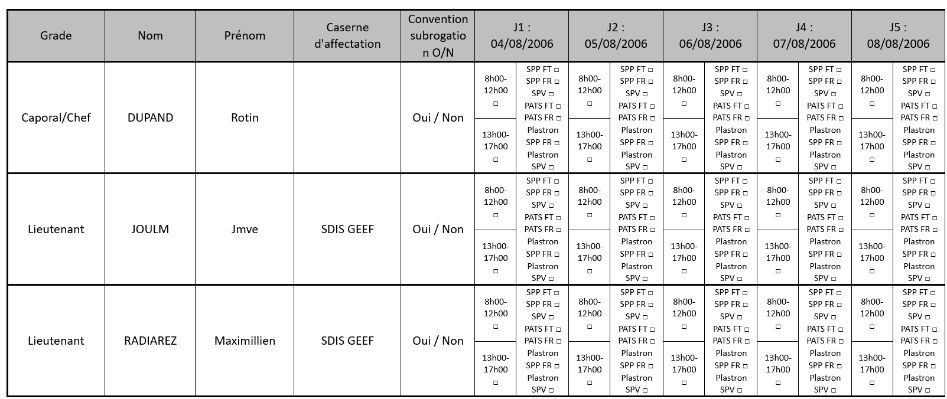 Grade Nom Prénom Caserne d'affectation Convention subrogatio n O/N J1 : 04/08/2006 J2 : 05/08/2006 J3 : 06/08/2006 J4 : 07/08/2006 J5 : 08/08/2006
SPP FT □ SPP FT □ SPP FT □ SPP FT □ SPP FT □
8h00- SPP FR □ 8h00- SPP FR □ 8h00- SPP FR □ 8h00- SPP FR □ 8h00- SPP FR □
12h00 SPV □ 12h00 SPV □ 12h00 SPV □ 12h00 SPV □ 12h00 SPV □
□ PATS FT □ □ PATS FT □ □ PATS FT □ □ PATS FT □ □ PATS FT □
Caporal/Chef DUPAND Rotin Oui / Non PATS FR □ PATS FR □ PATS FR □ PATS FR □ PATS FR □
13h00- Plastron 13h00- Plastron 13h00- Plastron 13h00- Plastron 13h00- Plastron
17h00 SPP FR □ 17h00 SPP FR □ 17h00 SPP FR □ 17h00 SPP FR □ 17h00 SPP FR □
□ Plastron □ Plastron □ Plastron □ Plastron □ Plastron
SPV □ SPV □ SPV □ SPV □ SPV □
SPP FT □ SPP FT □ SPP FT □ SPP FT □ SPP FT □
8h00- SPP FR □ 8h00- SPP FR □ 8h00- SPP FR □ 8h00- SPP FR □ 8h00- SPP FR □
12h00 SPV □ 12h00 SPV □ 12h00 SPV □ 12h00 SPV □ 12h00 SPV □
□ PATS FT □ □ PATS FT □ □ PATS FT □ □ PATS FT □ □ PATS FT □
Lieutenant JOULM Jmve SDIS GEEF Oui / Non PATS FR □ PATS FR □ PATS FR □ PATS FR □ PATS FR □
13h00- Plastron 13h00- Plastron 13h00- Plastron 13h00- Plastron 13h00- Plastron
17h00 SPP FR □ 17h00 SPP FR □ 17h00 SPP FR □ 17h00 SPP FR □ 17h00 SPP FR □
□ Plastron □ Plastron □ Plastron □ Plastron □ Plastron
SPV □ SPV □ SPV □ SPV □ SPV □
SPP FT □ SPP FT □ SPP FT □ SPP FT □ SPP FT □
8h00- SPP FR □ 8h00- SPP FR □ 8h00- SPP FR □ 8h00- SPP FR □ 8h00- SPP FR □
12h00 SPV □ 12h00 SPV □ 12h00 SPV □ 12h00 SPV □ 12h00 SPV □
□ PATS FT □ □ PATS FT □ □ PATS FT □ □ PATS FT □ □ PATS FT □
Lieutenant RADIAREZ Maximillien SDIS GEEF Oui / Non PATS FR □ PATS FR □ PATS FR □ PATS FR □ PATS FR □
13h00- Plastron 13h00- Plastron 13h00- Plastron 13h00- Plastron 13h00- Plastron
17h00 SPP FR □ 17h00 SPP FR □ 17h00 SPP FR □ 17h00 SPP FR □ 17h00 SPP FR □
□ Plastron □ Plastron □ Plastron □ Plastron □ Plastron
SPV □ SPV □ SPV □ SPV □ SPV □